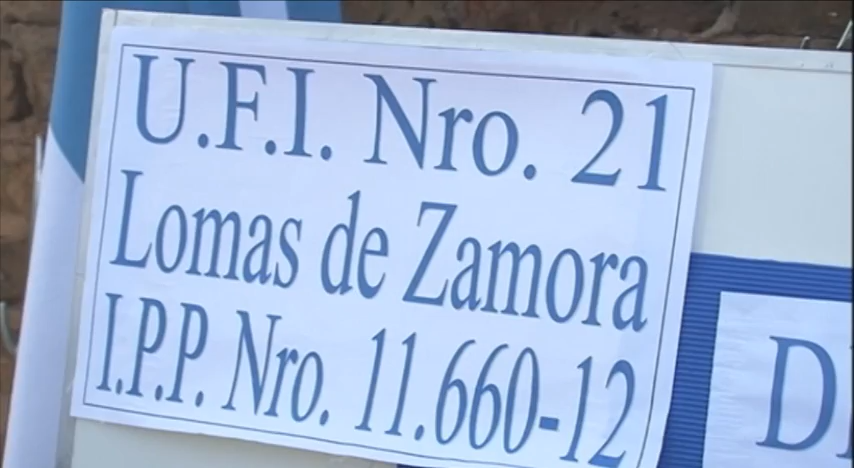 U.F.I. Nro. 21
Lomas de Zamora
I.P.P. Nro. 11.660-12